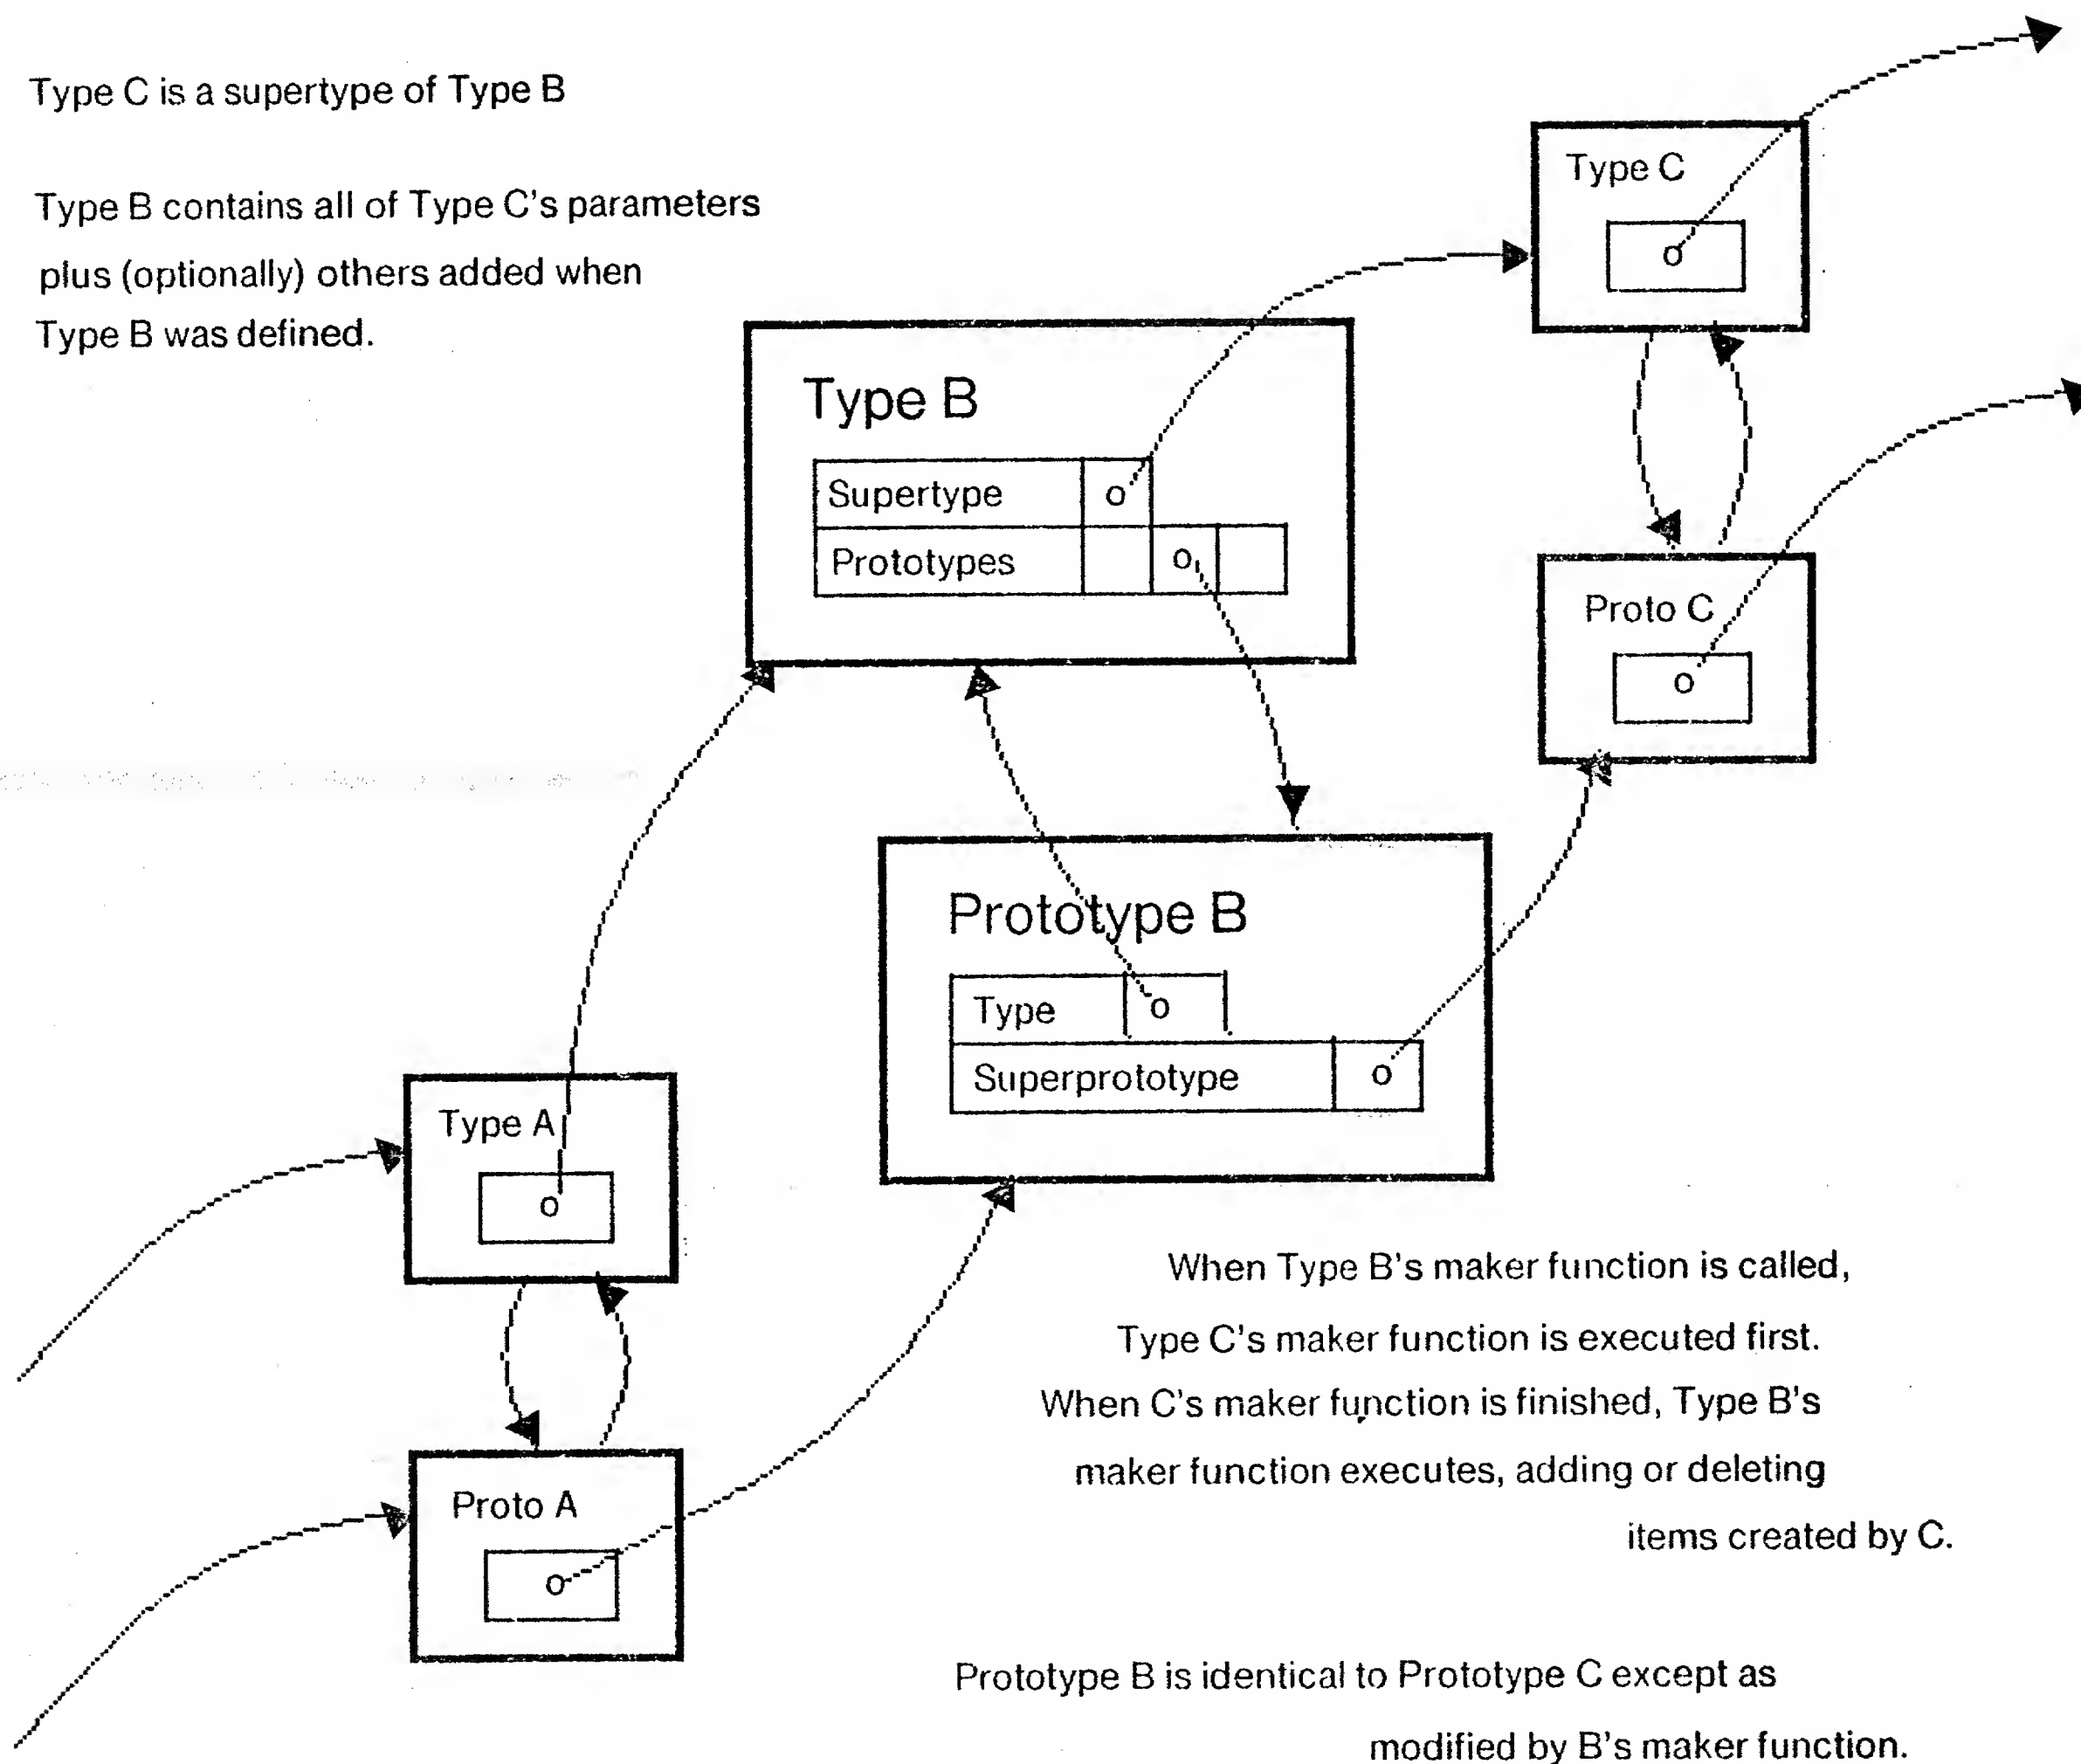 Type C is a supertype of Type B
Type B contains all of Type C's parameters
plus (optionally) others added when
Type B was defined.
Type C
o
Type B
Supertype o
Prototypes o
Proto C
o
Prototype B
Type o
Superprototype o
Type A
o
Proto A
o
When Type B's maker function is called,
Type C's maker function is executed first.
When C's maker function is finished, Type B's
maker function executes, adding or deleting
items created by C.
Prototype B is identical to Prototype C except as
modified by B's maker function.